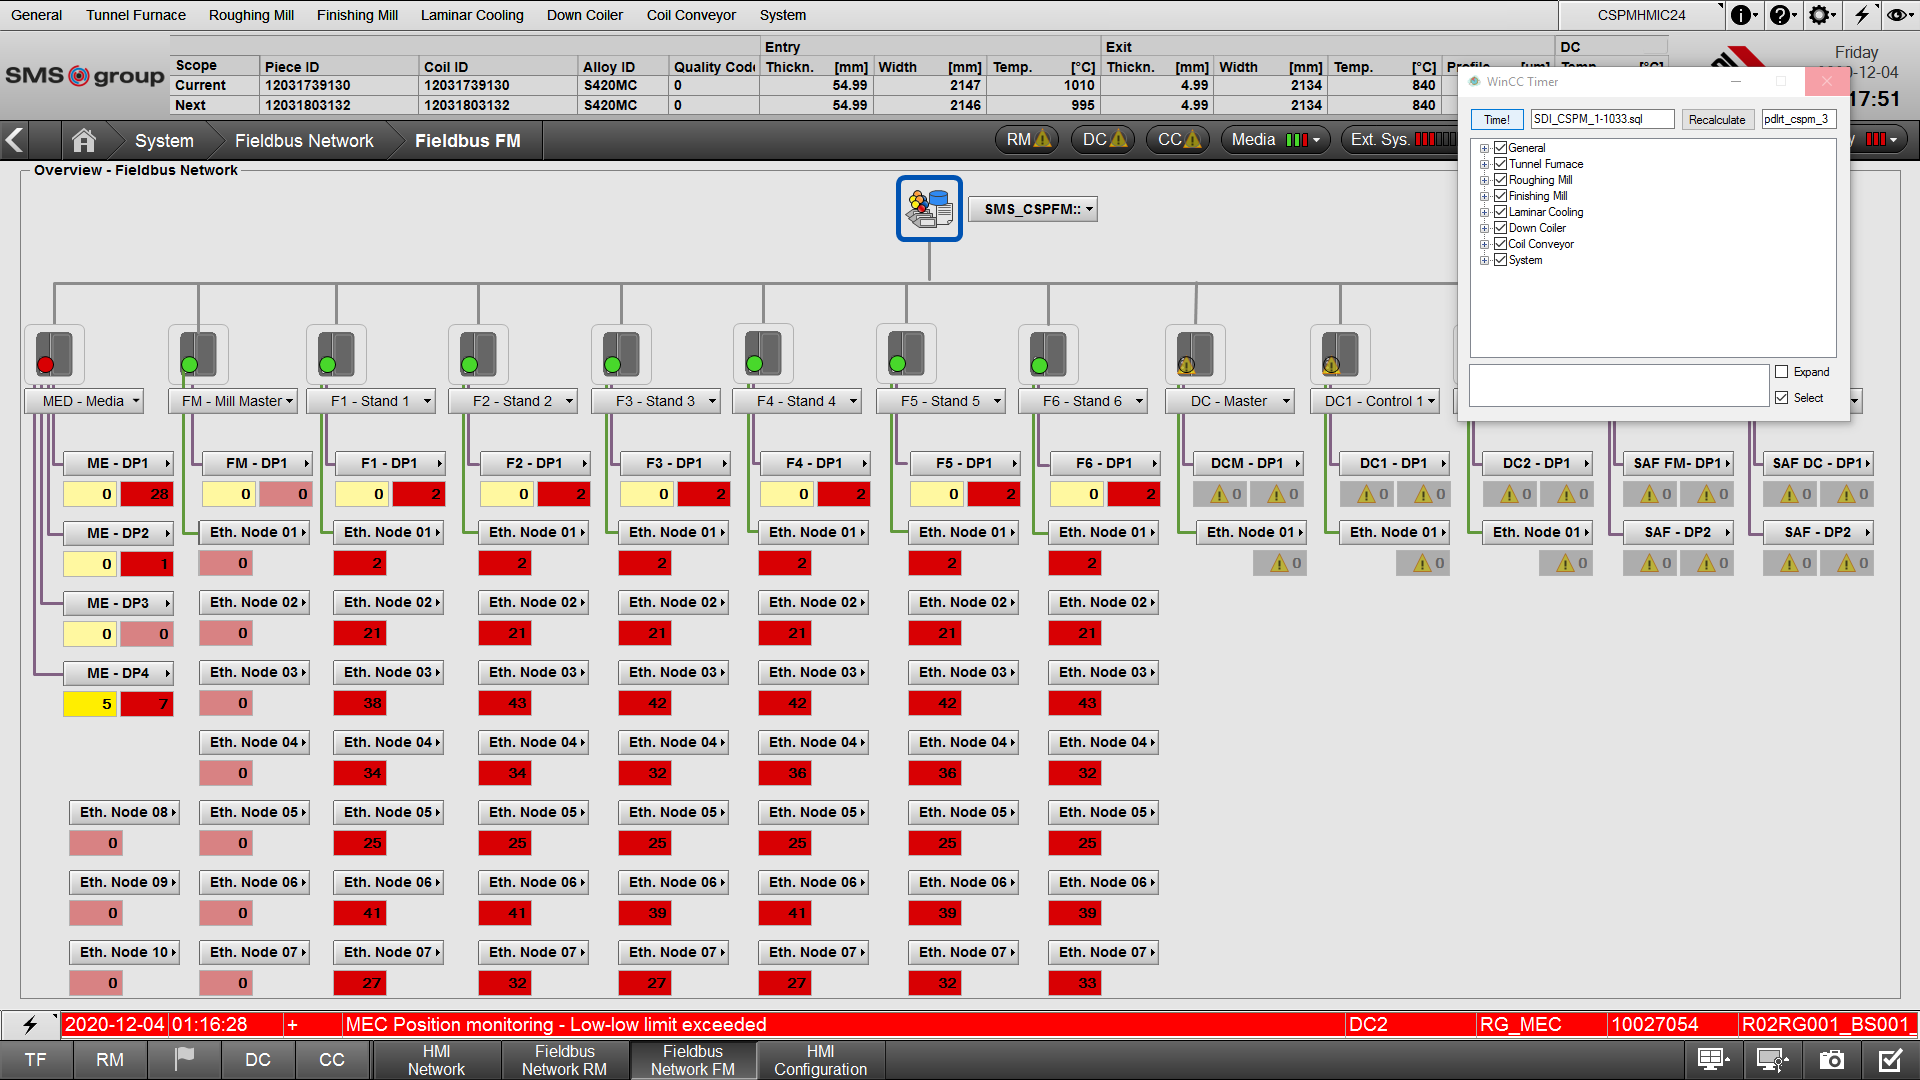 General Tunnel Furnace Roughing Mill Finishing Mill Laminar Cooling Down Coiler Coil Conveyor System CSPMHMIC24
SMS group
Entry Exit DC
Scope Piece ID Coil ID Alloy ID Quality Code Thickn. [mm] Width [mm] Temp. [°C] Thickn. [mm] Width [mm] Temp. [°C]
Current 12031739130 12031739130 S420MC 0 54.99 2147 1010 4.99 2134 840
Next 12031803132 12031803132 S420MC 0 54.99 2146 995 4.99 2134 840
Friday
-12-04
17:51
System Fieldbus Network Fieldbus FM RM DC CC Media Ext. Sys.
WinCC Timer
Time! SDI_CSPM_1-1033.sql Recalculate pdlrt_cspm_3
General
Tunnel Furnace
Roughing Mill
Finishing Mill
Laminar Cooling
Down Coiler
Coil Conveyor
System
Expand
Select
Overview - Fieldbus Network
SMS_CSPFM::
MED - Media FM - Mill Master F1 - Stand 1 F2 - Stand 2 F3 - Stand 3 F4 - Stand 4 F5 - Stand 5 F6 - Stand 6 DC - Master DC1 - Control 1
ME - DP1 FM - DP1 F1 - DP1 F2 - DP1 F3 - DP1 F4 - DP1 F5 - DP1 F6 - DP1 DCM - DP1 DC1 - DP1 DC2 - DP1 SAF FM- DP1 SAF DC - DP1
0 28 0 0 0 2 0 2 0 2 0 2 0 2 0 2 0 0 0 0 0 0 0 0 0 0
ME - DP2 Eth. Node 01 Eth. Node 01 Eth. Node 01 Eth. Node 01 Eth. Node 01 Eth. Node 01 Eth. Node 01 Eth. Node 01 Eth. Node 01 Eth. Node 01 SAF - DP2 SAF - DP2
0 1 0 2 2 2 2 2 2 0 0 0 0 0 0 0
ME - DP3 Eth. Node 02 Eth. Node 02 Eth. Node 02 Eth. Node 02 Eth. Node 02 Eth. Node 02 Eth. Node 02
0 0 0 21 21 21 21 21 21
ME - DP4 Eth. Node 03 Eth. Node 03 Eth. Node 03 Eth. Node 03 Eth. Node 03 Eth. Node 03 Eth. Node 03
5 7 0 38 43 42 42 42 43
Eth. Node 04 Eth. Node 04 Eth. Node 04 Eth. Node 04 Eth. Node 04 Eth. Node 04 Eth. Node 04
0 34 34 32 36 36 32
Eth. Node 08 Eth. Node 05 Eth. Node 05 Eth. Node 05 Eth. Node 05 Eth. Node 05 Eth. Node 05 Eth. Node 05
0 0 25 25 25 25 25 25
Eth. Node 09 Eth. Node 06 Eth. Node 06 Eth. Node 06 Eth. Node 06 Eth. Node 06 Eth. Node 06 Eth. Node 06
0 0 41 41 39 41 39 39
Eth. Node 10 Eth. Node 07 Eth. Node 07 Eth. Node 07 Eth. Node 07 Eth. Node 07 Eth. Node 07 Eth. Node 07
0 0 27 32 27 27 32 33
2020-12-04 01:16:28 + MEC Position monitoring - Low-low limit exceeded DC2 RG_MEC 10027054 R02RG001_BS001_
TF RM DC CC HMI Network Fieldbus Network RM Fieldbus Network FM HMI Configuration